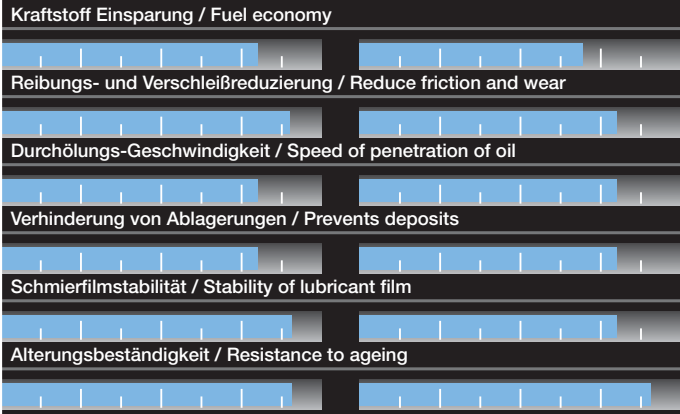 Kraftstoff Einsparung / Fuel economy
Reibungs- und Verschleißreduzierung / Reduce friction and wear
Durchölungs-Geschwindigkeit / Speed of penetration of oil
Verhinderung von Ablagerungen / Prevents deposits
Schmierfilmstabilität / Stability of lubricant film
Alterungsbeständigkeit / Resistance to ageing